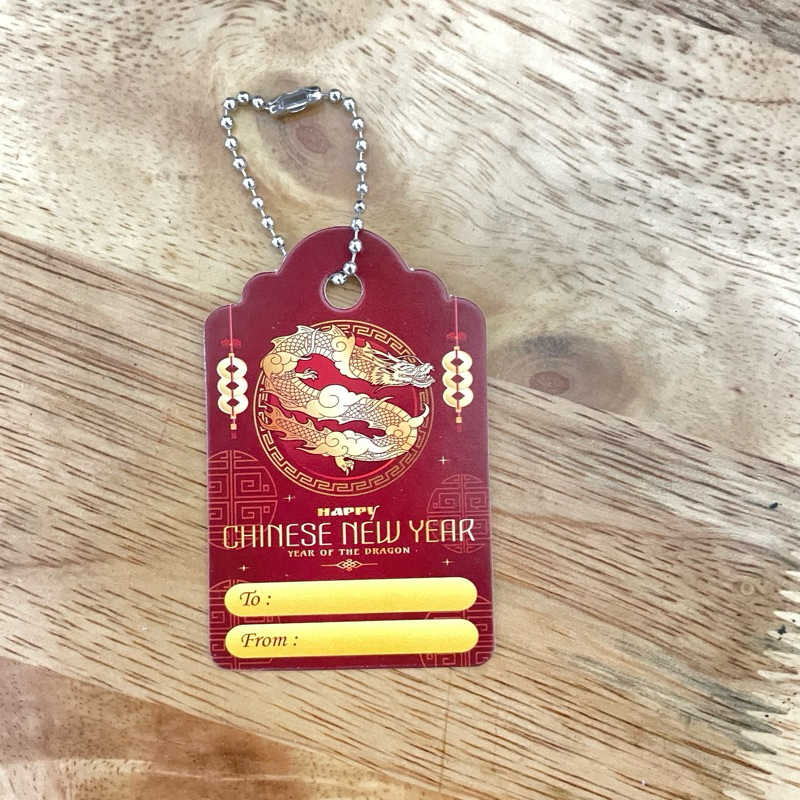 HAPPY
CHINESE NEW YEAR
YEAR OF THE DRAGON
To :
From :